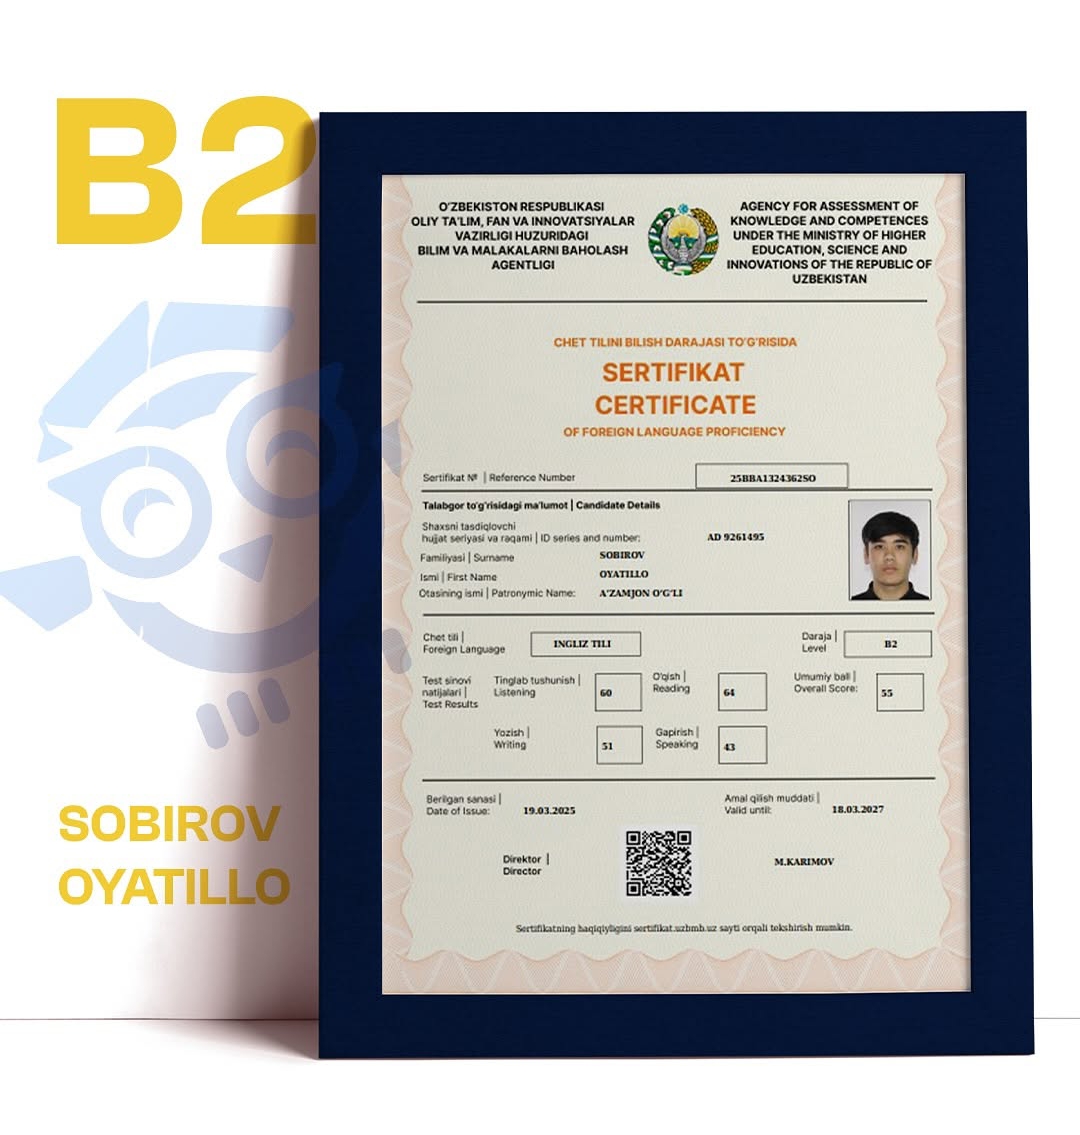 B2
O'ZBEKISTON RESPUBLIKASI
OLIY TA'LIM, FAN VA INNOVATSIYALAR
VAZIRLIGI HUZURIDAGI
BILIM VA MALAKALARNI BAHOLASH
AGENTLIGI
AGENCY FOR ASSESSMENT OF
KNOWLEDGE AND COMPETENCES
UNDER THE MINISTRY OF HIGHER
EDUCATION, SCIENCE AND
INNOVATIONS OF THE REPUBLIC OF
UZBEKISTAN
CHET TILINI BILISH DARAJASI TO'G'RISIDA
SERTIFIKAT
CERTIFICATE
OF FOREIGN LANGUAGE PROFICIENCY
Sertifikat № | Reference Number
25BBA1324362SO
Talabgor to'g'risidagi ma'lumot | Candidate Details
Shaxsni tasdiqlovchi
hujjat seriyasi va raqami | ID series and number:
AD 9261495
Familiyasi | Surname
SOBIROV
Ismi | First Name
OYATILLO
Otasining ismi | Patronymic Name:
A'ZAMJON O'G'LI
Chet tili |
Foreign Language
INGLIZ TILI
Daraja |
Level
B2
Test sinovi
natijalari |
Test Results
Tinglab tushunish |
Listening
60
O'qish |
Reading
64
Umumiy ball |
Overall Score:
55
Yozish |
Writing
51
Gapirish |
Speaking
43
Berilgan sanasi |
Date of Issue:
19.03.2025
Amal qilish muddati |
Valid until:
18.03.2027
Direktor |
Director
M.KARIMOV
Sertifikatning haqiqiyligini sertifikat.uzbmb.uz sayti orqali tekshirish mumkin.
SOBIROV
OYATILLO